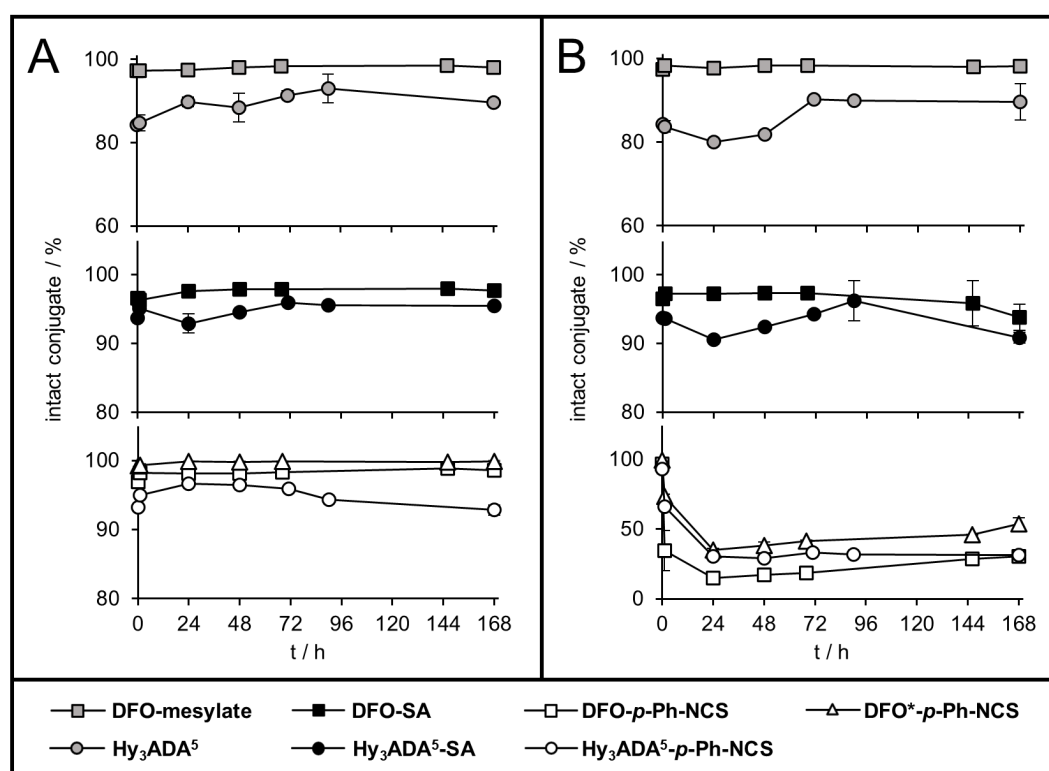 A
B
100
80
60
100
90
80
100
90
80
0 24 48 72 96 120 144 168
t / h
intact conjugate / %
100
80
60
100
90
80
100
50
0
0 24 48 72 96 120 144 168
t / h
intact conjugate / %
DFO-mesylate DFO-SA DFO-p-Ph-NCS DFO*-p-Ph-NCS
Hy₃ADA⁵ Hy₃ADA⁵-SA Hy₃ADA⁵-p-Ph-NCS